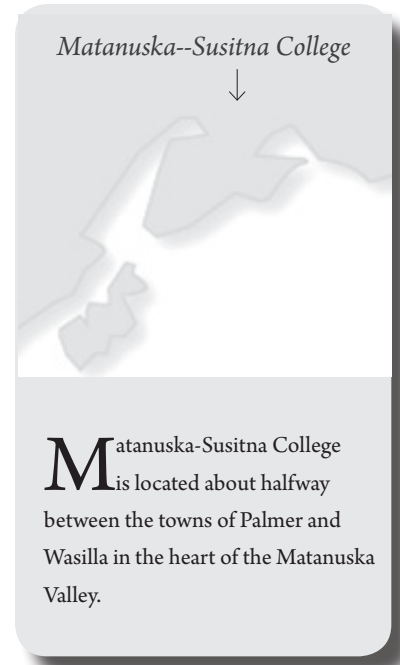 Matanuska--Susitna College
Matanuska-Susitna College
is located about halfway
between the towns of Palmer and
Wasilla in the heart of the Matanuska
Valley.